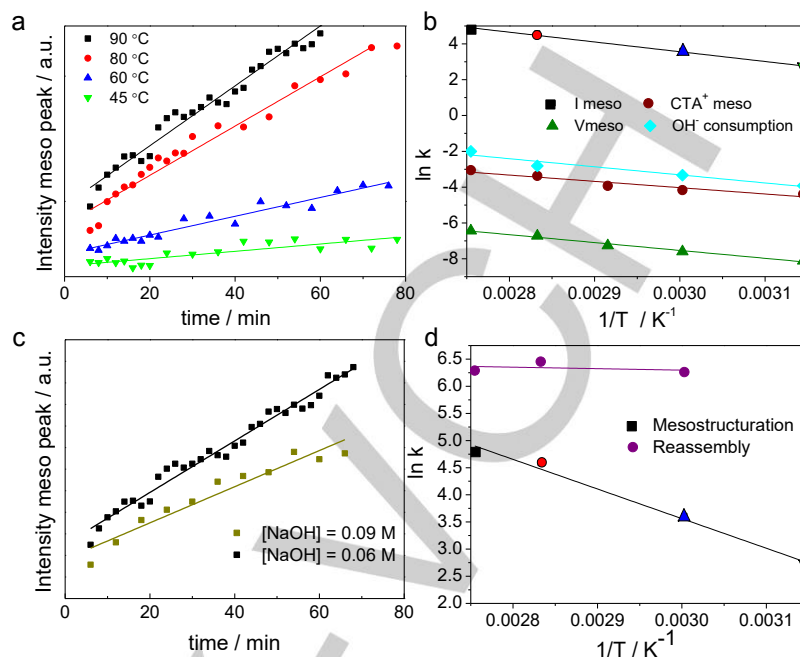 a
90 °C
80 °C
60 °C
45 °C
Intensity meso peak / a.u.
0 20 40 60 80
time / min
b
4
2
0
-2
-4
-6
-8
ln k
I meso
CTA⁺ meso
Vmeso
OH⁻ consumption
0.0028 0.0029 0.0030 0.0031
1/T / K⁻¹
c
Intensity meso peak / a.u.
[NaOH] = 0.09 M
[NaOH] = 0.06 M
0 20 40 60 80
time / min
d
6.5
6.0
5.5
5.0
4.5
4.0
3.5
3.0
2.5
2.0
ln k
Mesostructuration
Reassembly
0.0028 0.0029 0.0030 0.0031
1/T / K⁻¹